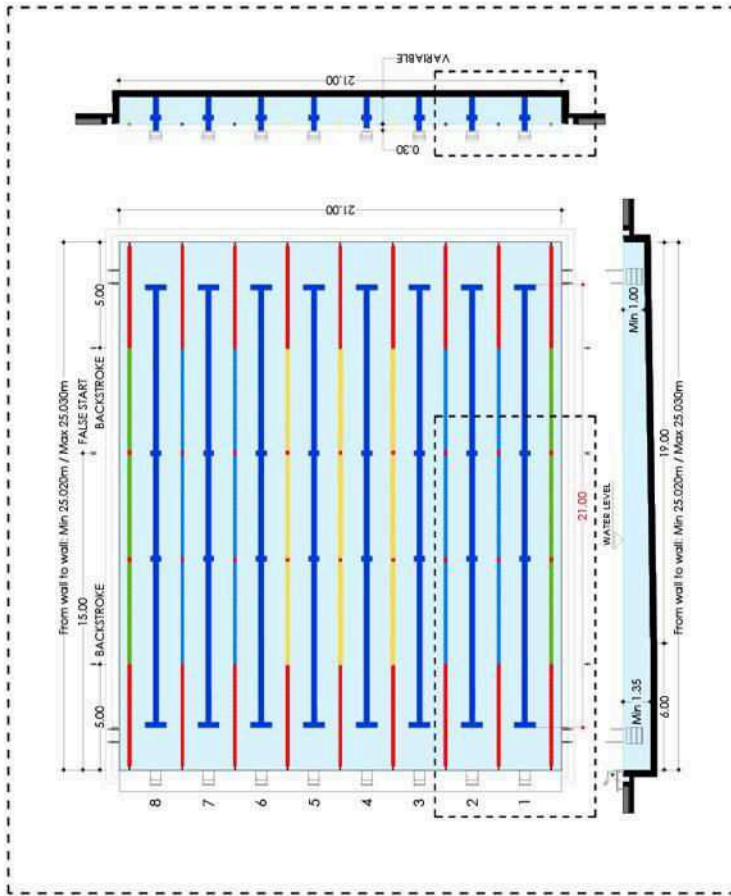 VARIABLE
21.00
0.30
21.00
From wall to wall: Min 25.020m / Max 25.030m
5.00
FALSE START
BACKSTROKE
15.00
BACKSTROKE
5.00
21.00
WATER LEVEL
Min 1.00
19.00
Min 1.35
6.00
From wall to wall: Min 25.020m / Max 25.030m
8
7
6
5
4
3
2
1